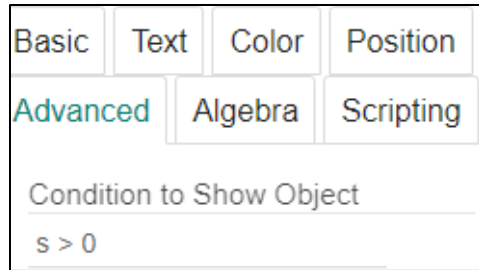 Basic Text Color Position
Advanced Algebra Scripting
Condition to Show Object
s > 0